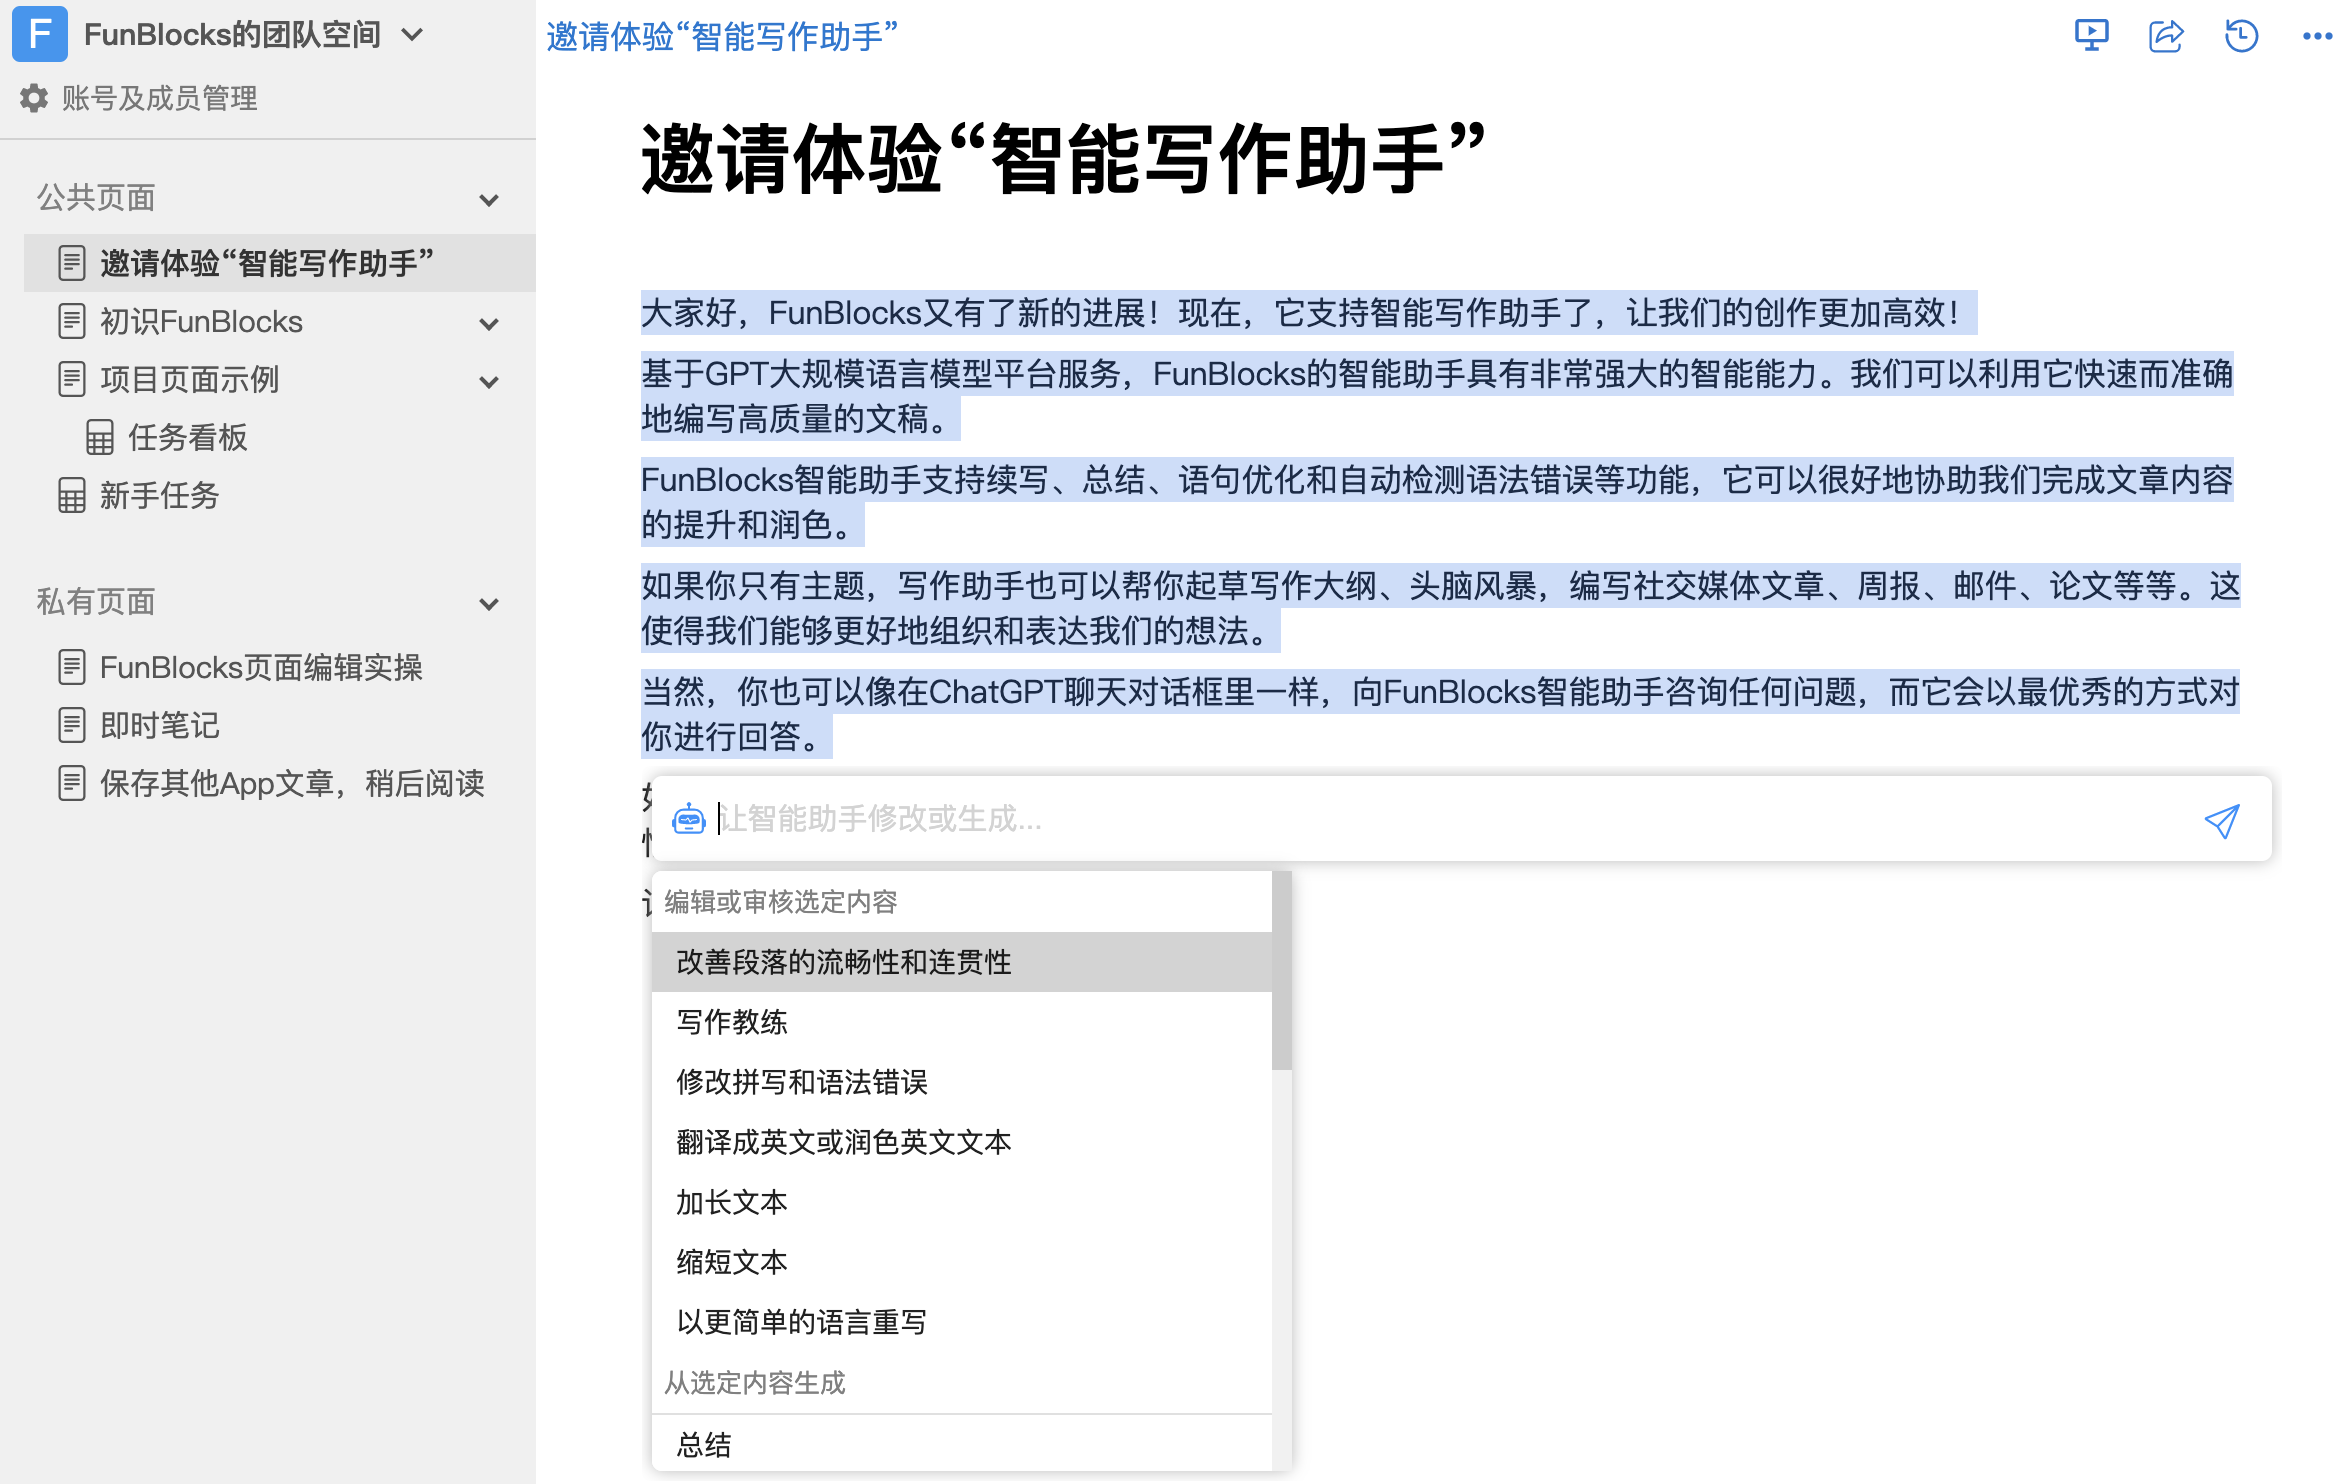 F FunBlocks的团队空间
账号及成员管理
公共页面
邀请体验“智能写作助手”
初识FunBlocks
项目页面示例
任务看板
新手任务
私有页面
FunBlocks页面编辑实操
即时笔记
保存其他App文章，稍后阅读
邀请体验“智能写作助手”
邀请体验“智能写作助手”
大家好，FunBlocks又有了新的进展！现在，它支持智能写作助手了，让我们的创作更加高效！
基于GPT大规模语言模型平台服务，FunBlocks的智能助手具有非常强大的智能能力。我们可以利用它快速而准确
地编写高质量的文稿。
FunBlocks智能助手支持续写、总结、语句优化和自动检测语法错误等功能，它可以很好地协助我们完成文章内容
的提升和润色。
如果你只有主题，写作助手也可以帮你起草写作大纲、头脑风暴，编写社交媒体文章、周报、邮件、论文等等。这
使得我们能够更好地组织和表达我们的想法。
当然，你也可以像在ChatGPT聊天对话框里一样，向FunBlocks智能助手咨询任何问题，而它会以最优秀的方式对
你进行回答。
让智能助手修改或生成...
编辑或审核选定内容
改善段落的流畅性和连贯性
写作教练
修改拼写和语法错误
翻译成英文或润色英文文本
加长文本
缩短文本
以更简单的语言重写
从选定内容生成
总结